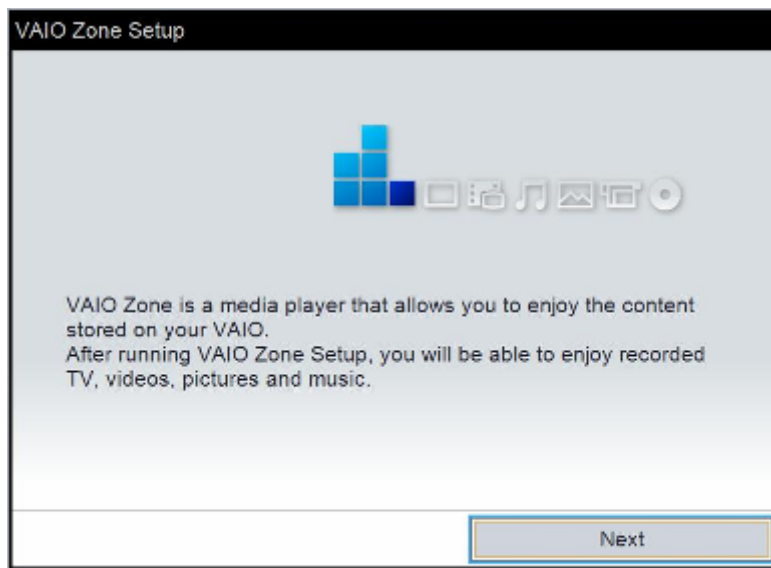 VAIO Zone Setup
VAIO Zone is a media player that allows you to enjoy the content
stored on your VAIO.
After running VAIO Zone Setup, you will be able to enjoy recorded
TV, videos, pictures and music.
Next